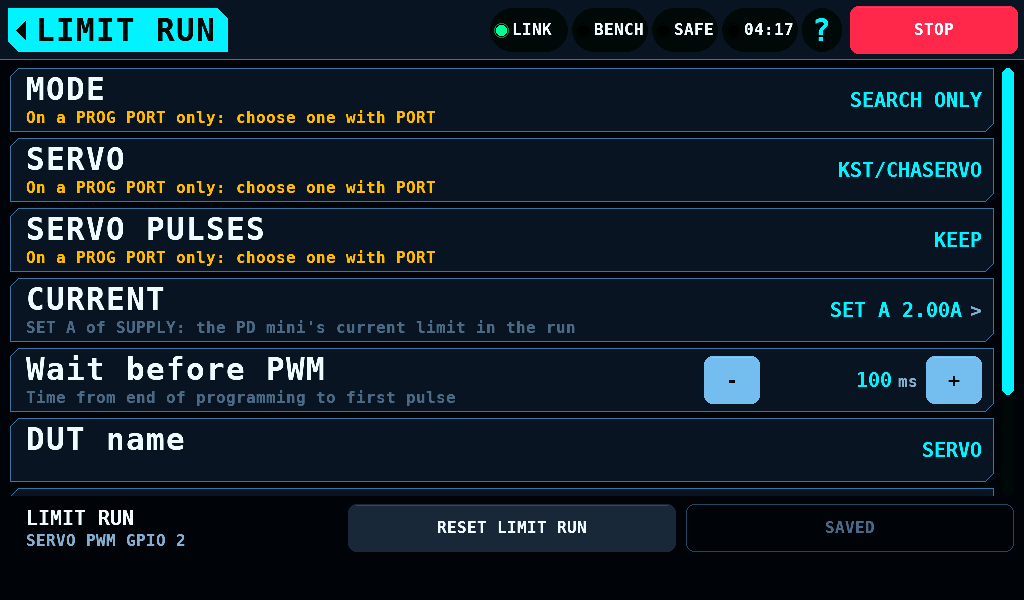 LIMIT RUN
LINK
BENCH
SAFE
04:17
?
STOP
MODE
On a PROG PORT only: choose one with PORT
SEARCH ONLY
SERVO
On a PROG PORT only: choose one with PORT
KST/CHASERVO
SERVO PULSES
On a PROG PORT only: choose one with PORT
KEEP
CURRENT
SET A of SUPPLY: the PD mini's current limit in the run
SET A 2.00A >
Wait before PWM
Time from end of programming to first pulse
-
100 ms
+
DUT name
SERVO
LIMIT RUN
SERVO PWM GPIO 2
RESET LIMIT RUN
SAVED